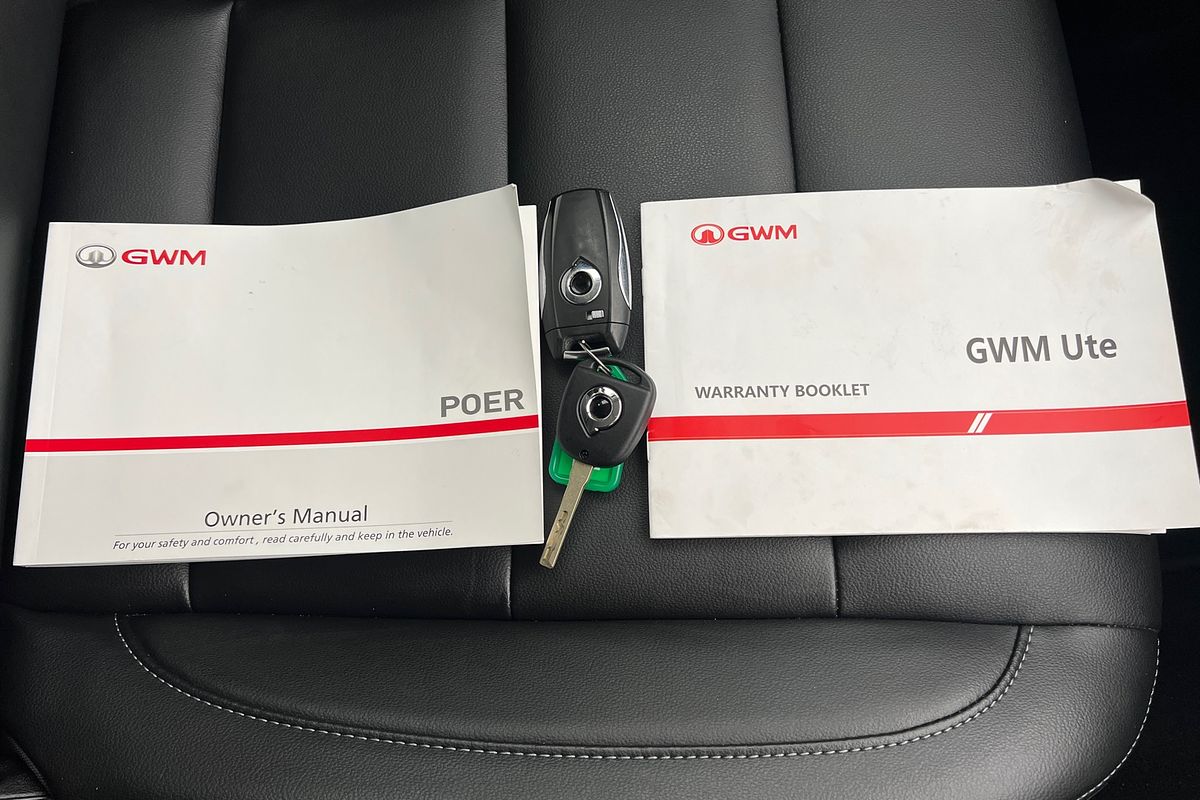 GWM
POER
Owner's Manual
For your safety and comfort , read carefully and keep in the vehicle.
GWM
GWM Ute
WARRANTY BOOKLET